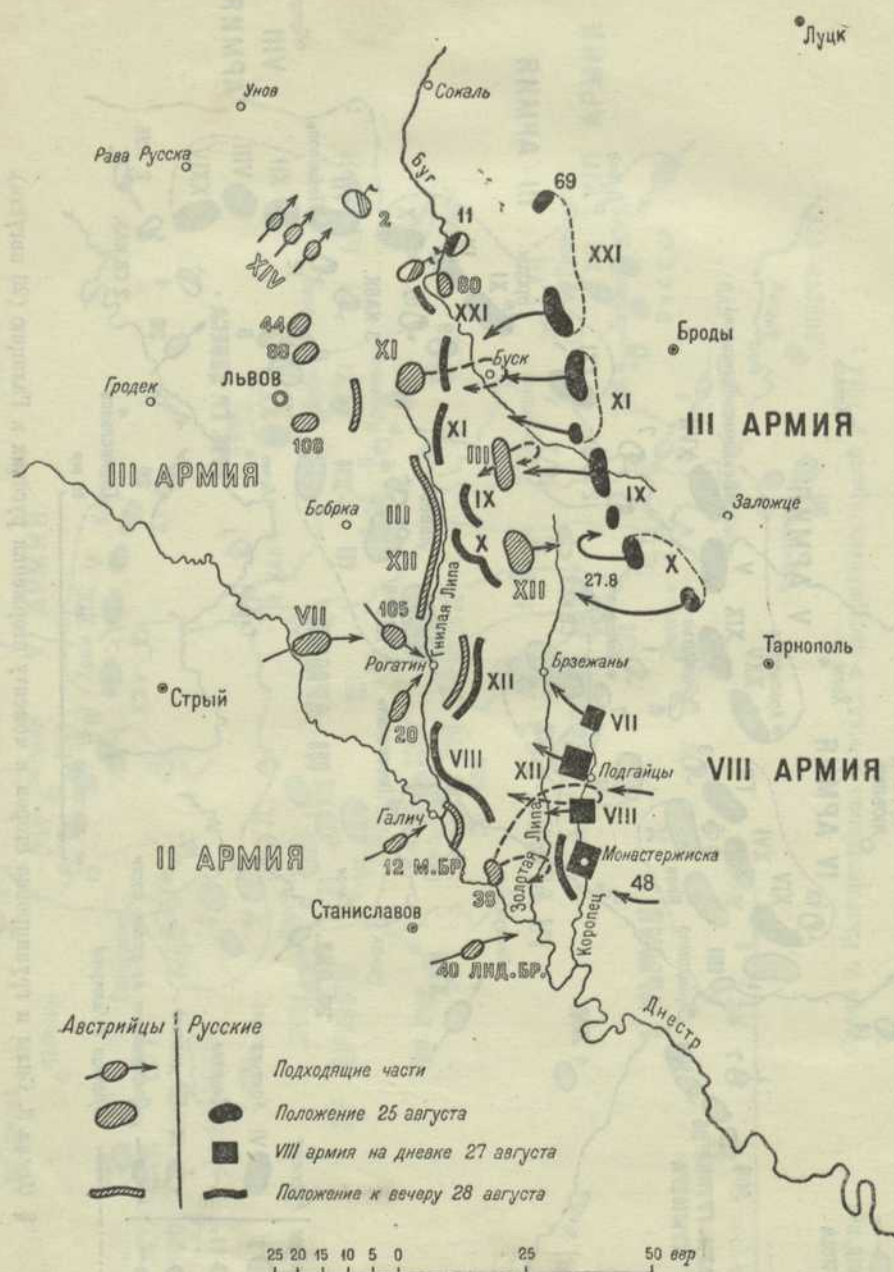 Луцк
Унов
Сокаль
Рава Русска
Буг
69
2
11
XXI
XIV
80
XXI
44
88
XI
Буск
Броды
ЛЬВОВ
Гродек
XI
108
XI
III АРМИЯ
III
III АРМИЯ
IX
IX
Заложце
Бобрка
III
X
X
XII
XII
27.8
Гнилая Липа
105
VII
Тарнополь
Рогатин
Брзежаны
Стрый
XII
20
VII
VIII
XII
Подгайцы
VIII АРМИЯ
VIII
Галич
Золотая Липа
II АРМИЯ
12 М.БР.
Монастержиска
38
48
Станиславов
Коропец
40 ЛНД.БР.
Днестр
Австрийцы Русские
Подходящие части
Положение 25 августа
VIII армия на дневке 27 августа
Положение к вечеру 28 августа
25 20 15 10 5 0 25 50 вер